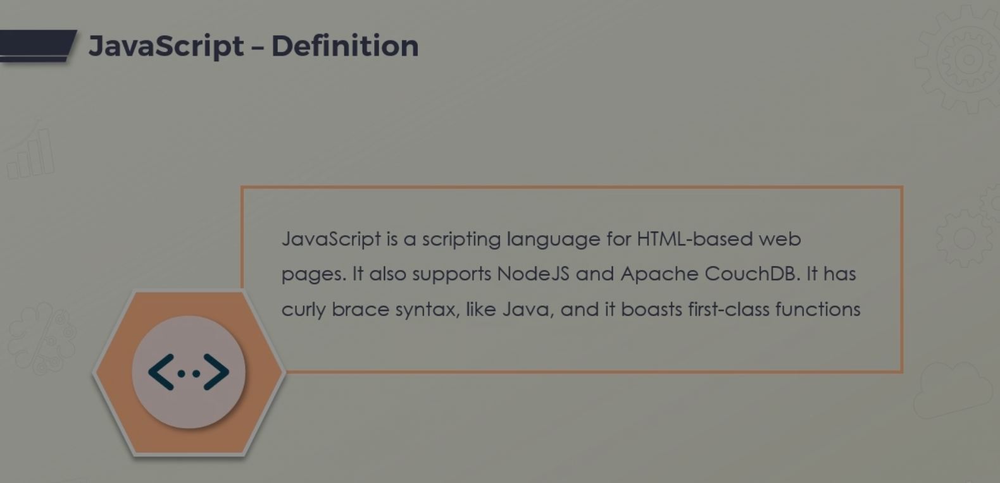 JavaScript – Definition
JavaScript is a scripting language for HTML-based web
pages. It also supports NodeJS and Apache CouchDB. It has
curly brace syntax, like Java, and it boasts first-class functions